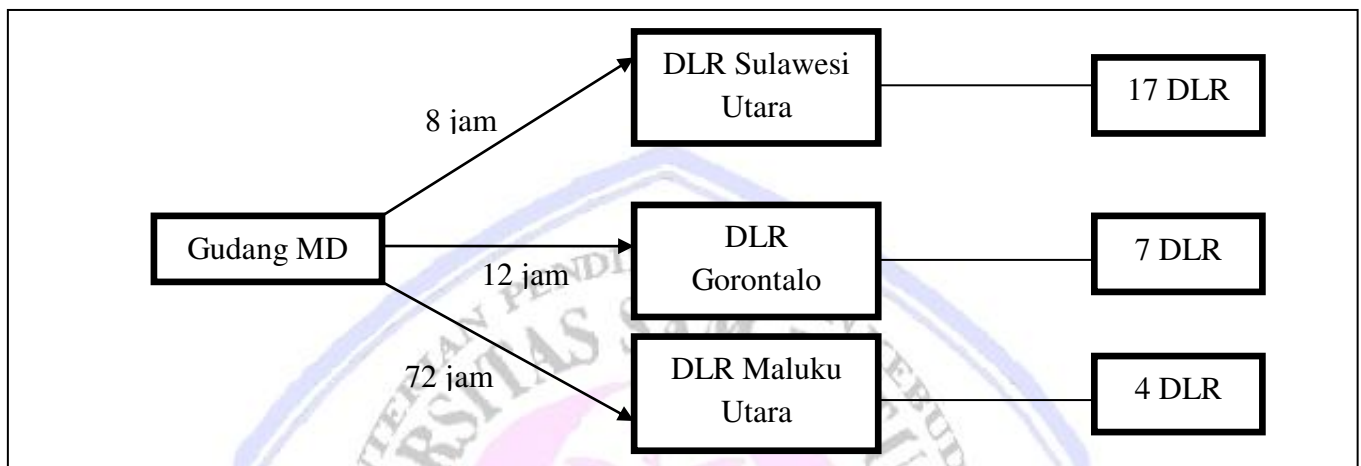 DLR Sulawesi
Utara
17 DLR
8 jam
Gudang MD
DLR
Gorontalo
7 DLR
12 jam
72 jam
DLR Maluku
Utara
4 DLR